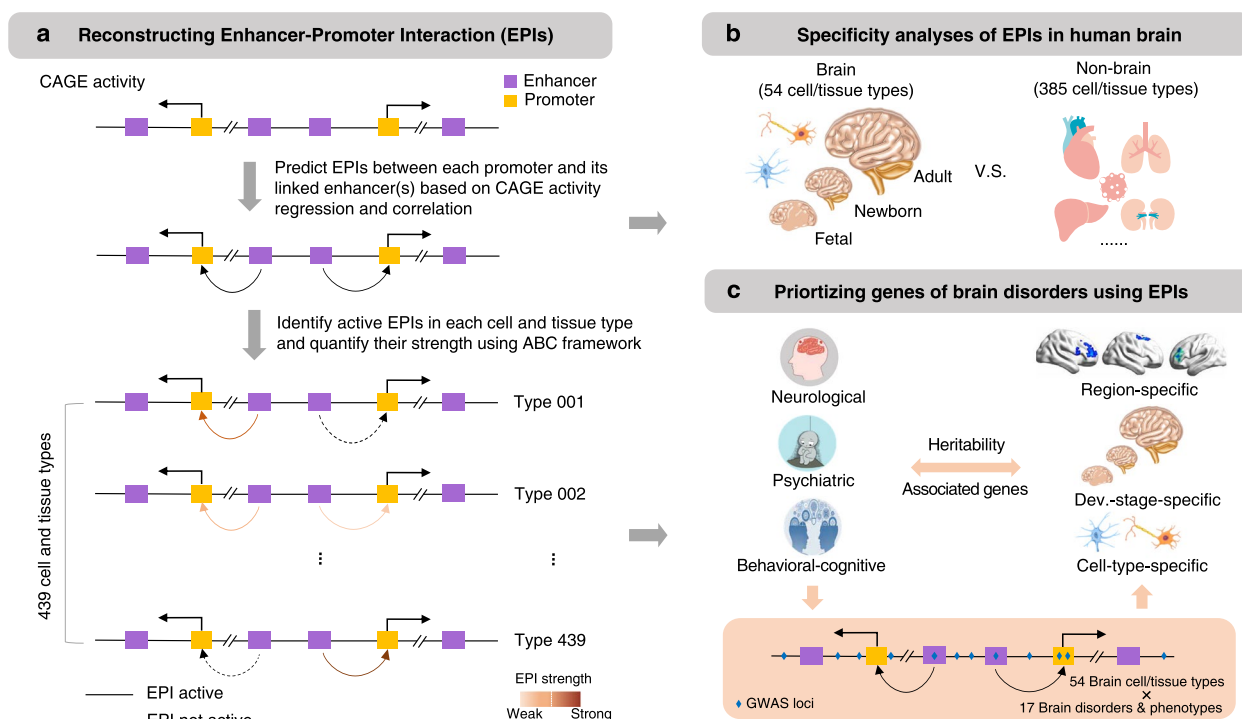 a Reconstructing Enhancer-Promoter Interaction (EPIs)
CAGE activity
Enhancer
Promoter
Predict EPIs between each promoter and its
linked enhancer(s) based on CAGE activity
regression and correlation
Identify active EPIs in each cell and tissue type
and quantify their strength using ABC framework
439 cell and tissue types
Type 001
Type 002
...
...
Type 439
EPI active
EPI not active
EPI strength
Weak Strong
b Specificity analyses of EPIs in human brain
Brain
(54 cell/tissue types)
Adult
Newborn
Fetal
V.S.
Non-brain
(385 cell/tissue types)
......
c Priortizing genes of brain disorders using EPIs
Neurological
Psychiatric
Behavioral-cognitive
Heritability
Associated genes
Region-specific
Dev.-stage-specific
Cell-type-specific
GWAS loci
54 Brain cell/tissue types
×
17 Brain disorders & phenotypes